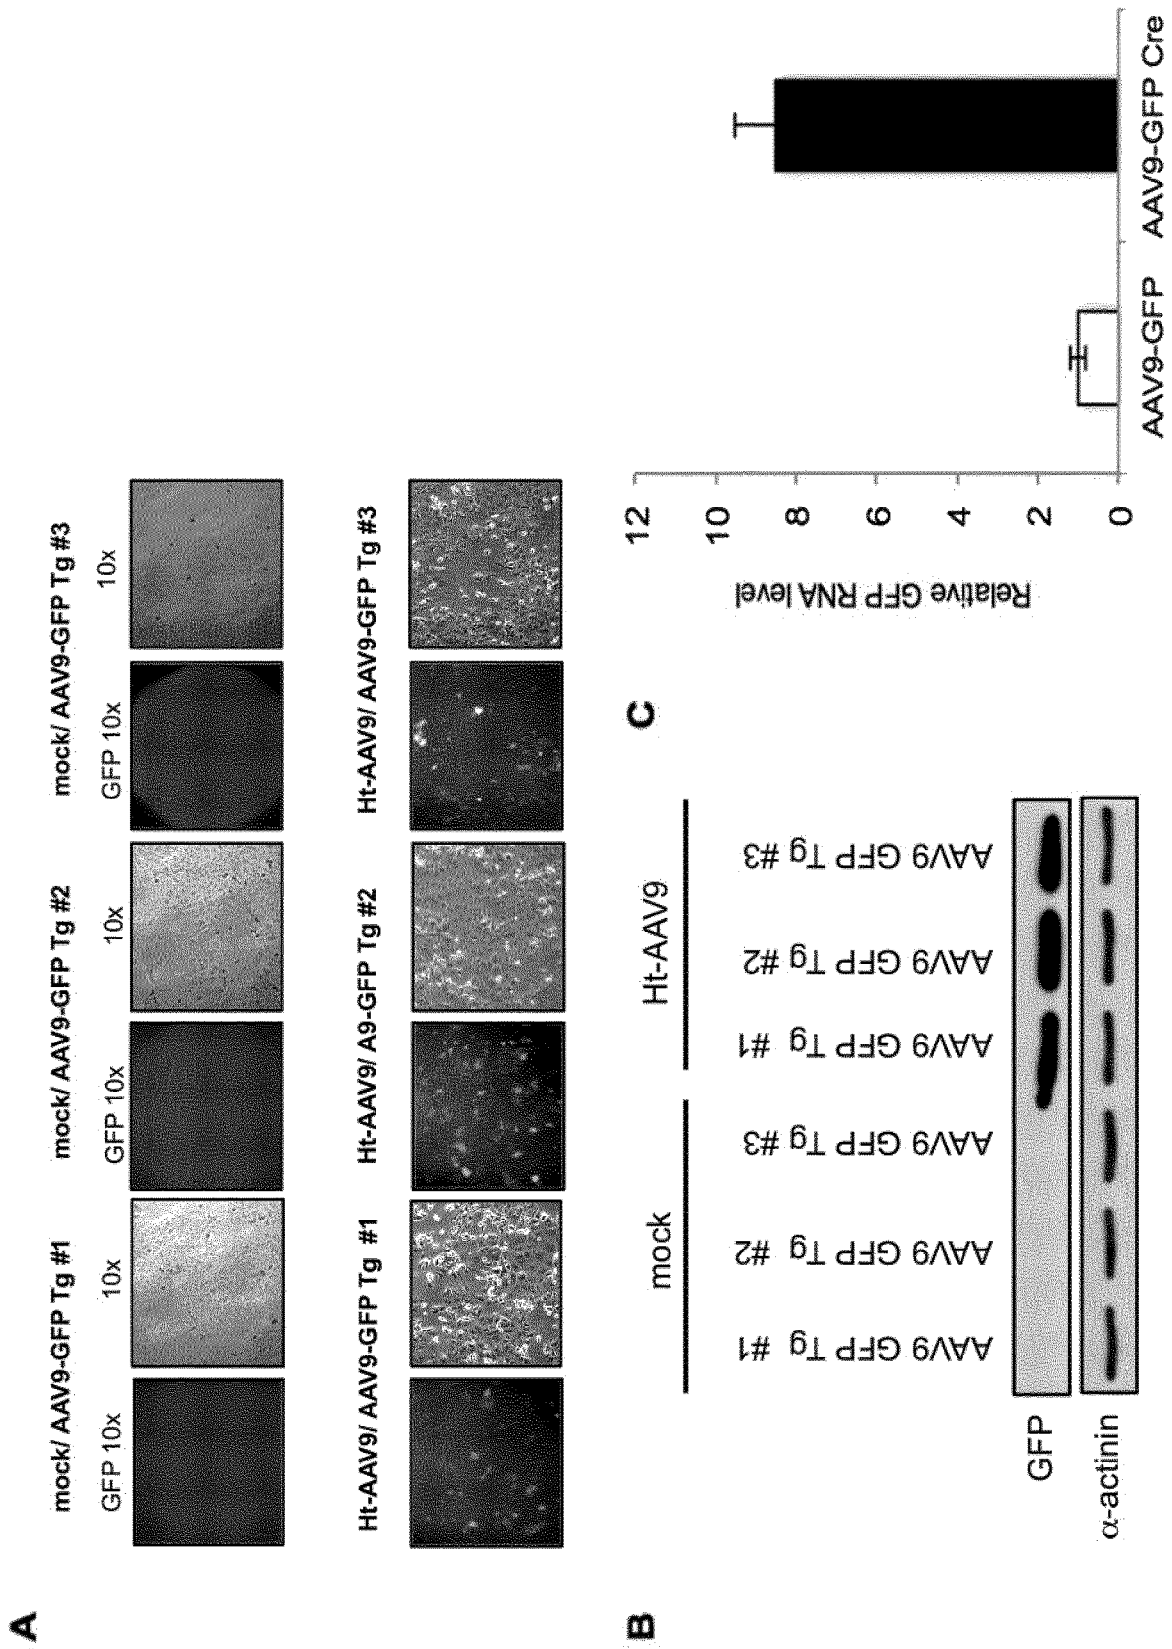 A
mock/ AAV9-GFP Tg #1
mock/ AAV9-GFP Tg #2
mock/ AAV9-GFP Tg #3
GFP 10x
10x
GFP 10x
10x
GFP 10x
10x
Ht-AAV9/ AAV9-GFP Tg #1
Ht-AAV9/ A9-GFP Tg #2
Ht-AAV9/ AAV9-GFP Tg #3
B
mock
Ht-AAV9
AAV9 GFP Tg #1
AAV9 GFP Tg #2
AAV9 GFP Tg #3
AAV9 GFP Tg #1
AAV9 GFP Tg #2
AAV9 GFP Tg #3
GFP
α-actinin
C
Relative GFP RNA level
12
10
8
6
4
2
0
AAV9-GFP
AAV9-GFP Cre